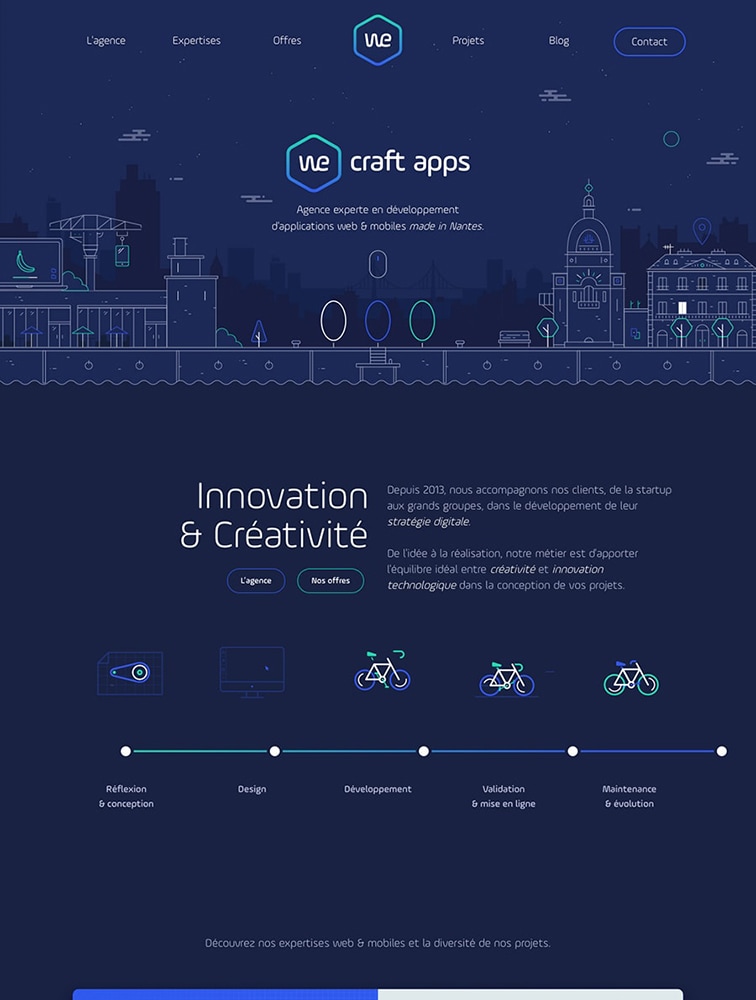 L'agence
Expertises
Offres
we
Projets
Blog
Contact
we craft apps
Agence experte en développement
d'applications web & mobiles made in Nantes.
Innovation
& Créativité
L'agence
Nos offres
Depuis 2013, nous accompagnons nos clients, de la startup
aux grands groupes, dans le développement de leur
stratégie digitale.
De l'idée à la réalisation, notre métier est d'apporter
l'équilibre idéal entre créativité et innovation
technologique dans la conception de vos projets.
Réflexion
& conception
Design
Développement
Validation
& mise en ligne
Maintenance
& évolution
Découvrez nos expertises web & mobiles et la diversité de nos projets.